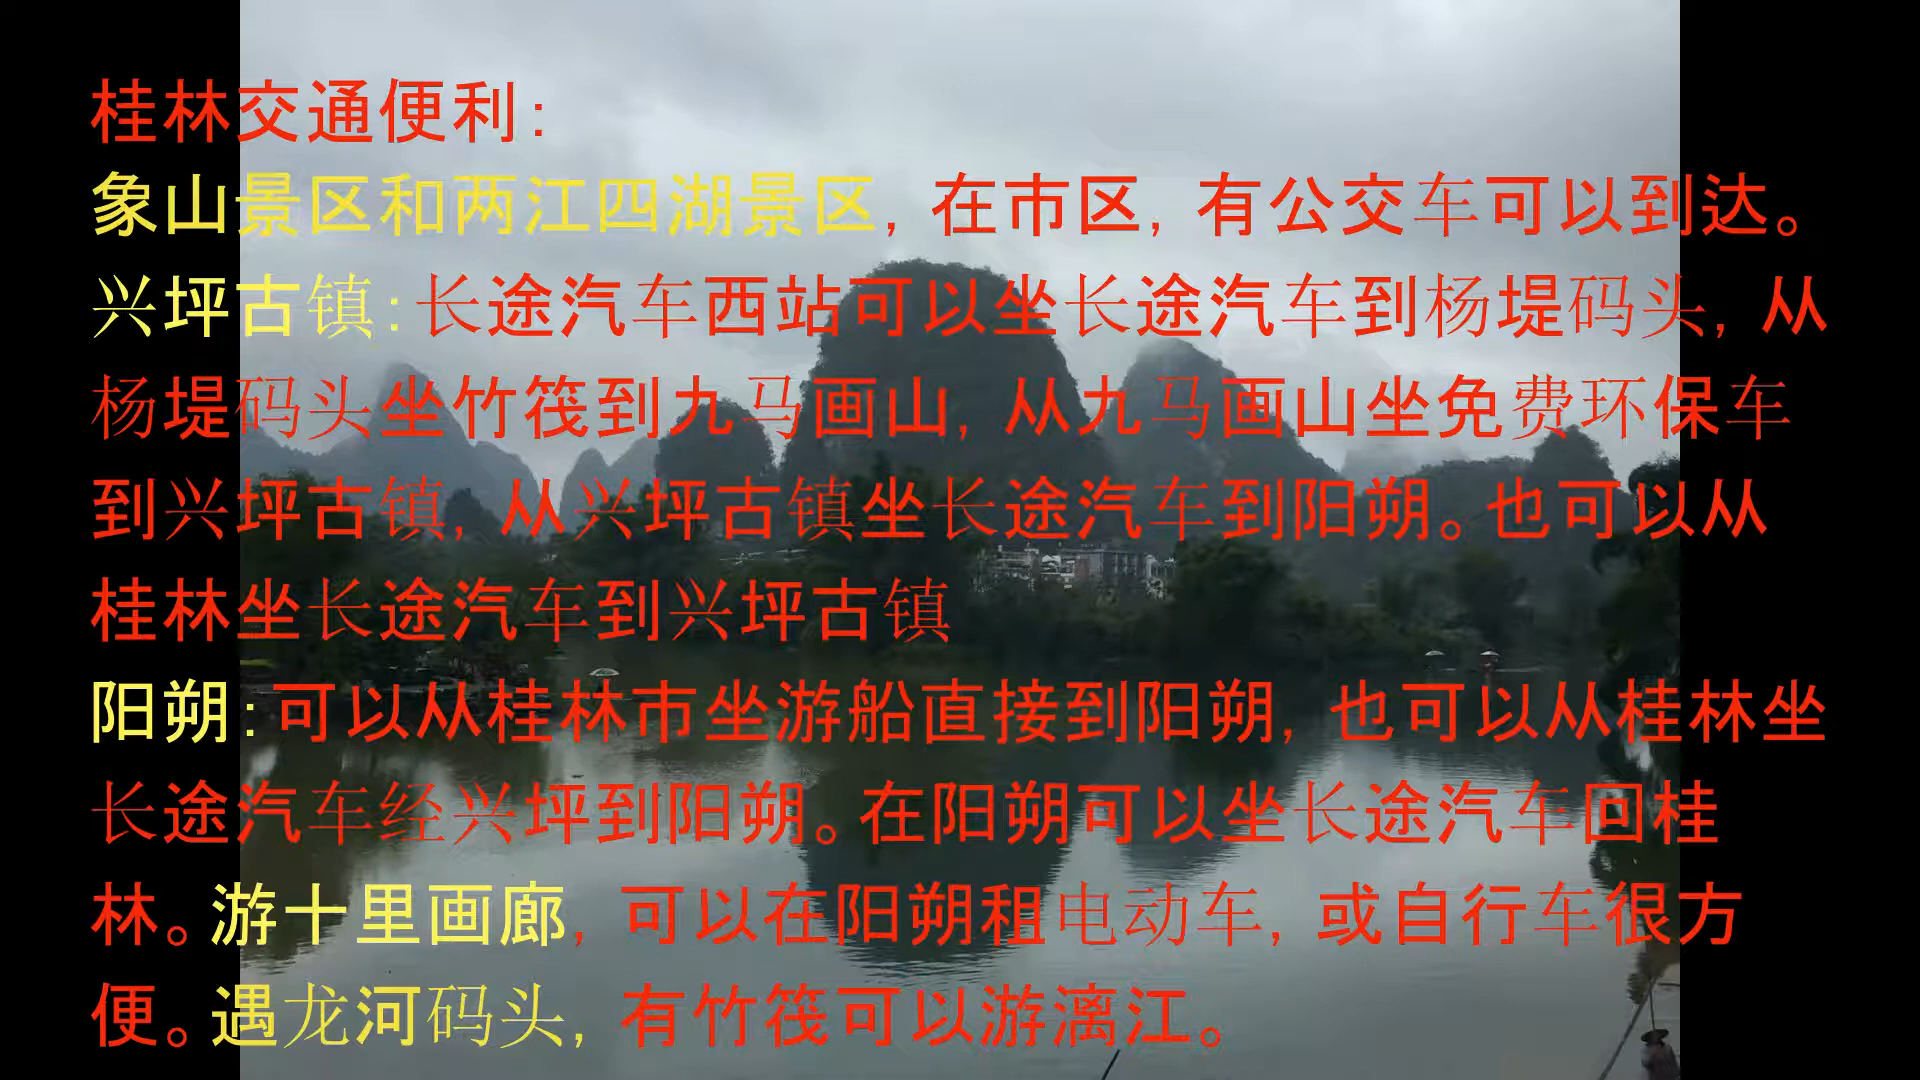 桂林交通便利:
象山景区和两江四湖景区, 在市区, 有公交车可以到达。
兴坪古镇:长途汽车西站可以坐长途汽车到杨堤码头, 从
杨堤码头坐竹筏到九马画山, 从九马画山坐免费环保车
到兴坪古镇, 从兴坪古镇坐长途汽车到阳朔。也可以从
桂林坐长途汽车到兴坪古镇
阳朔:可以从桂林市坐游船直接到阳朔, 也可以从桂林坐
长途汽车经兴坪到阳朔。在阳朔可以坐长途汽车回桂
林。游十里画廊, 可以在阳朔租电动车, 或自行车很方
便。遇龙河码头, 有竹筏可以游漓江。